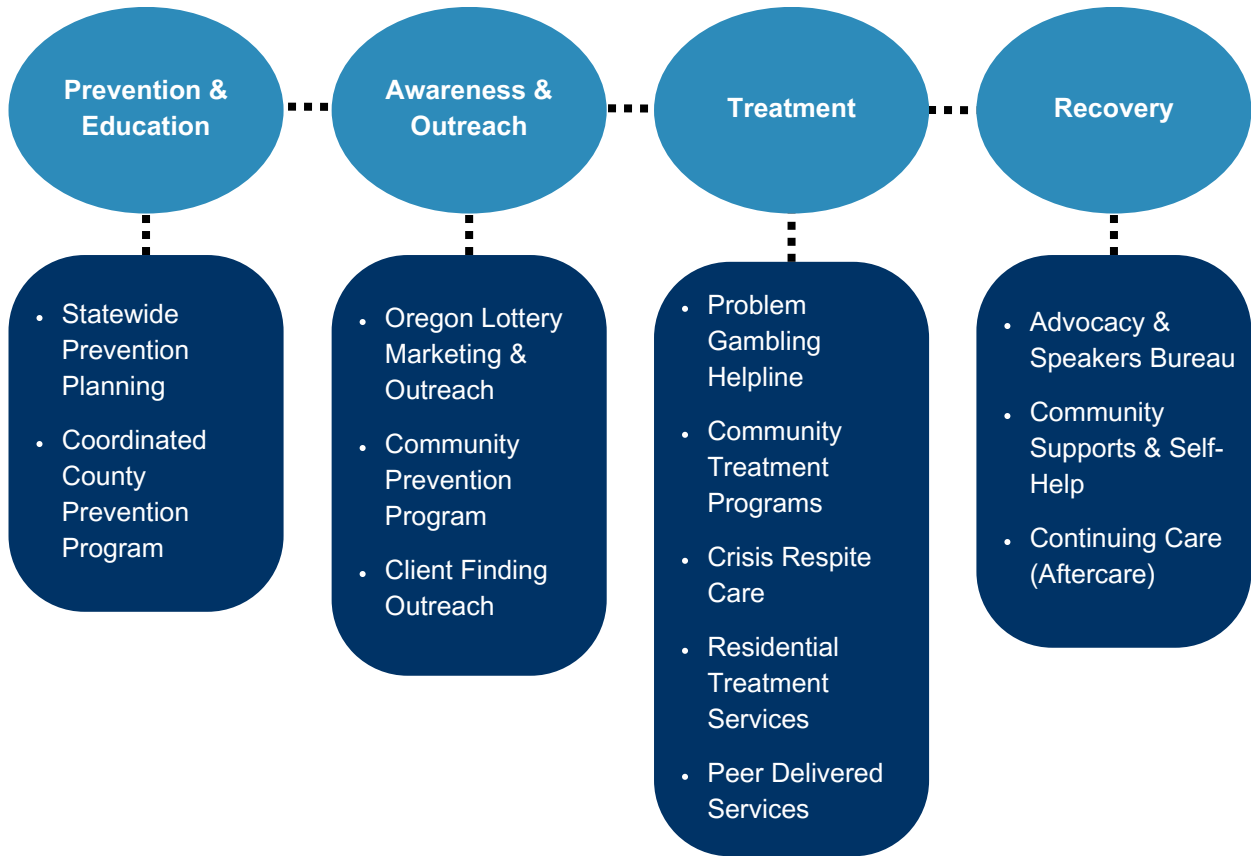 Prevention &
Education
Awareness &
Outreach
Treatment
Recovery
• Statewide
Prevention
Planning
• Coordinated
County
Prevention
Program
• Oregon Lottery
Marketing &
Outreach
• Community
Prevention
Program
• Client Finding
Outreach
• Problem
Gambling
Helpline
• Community
Treatment
Programs
• Crisis Respite
Care
• Residential
Treatment
Services
• Peer Delivered
Services
• Advocacy &
Speakers Bureau
• Community
Supports & Self-
Help
• Continuing Care
(Aftercare)